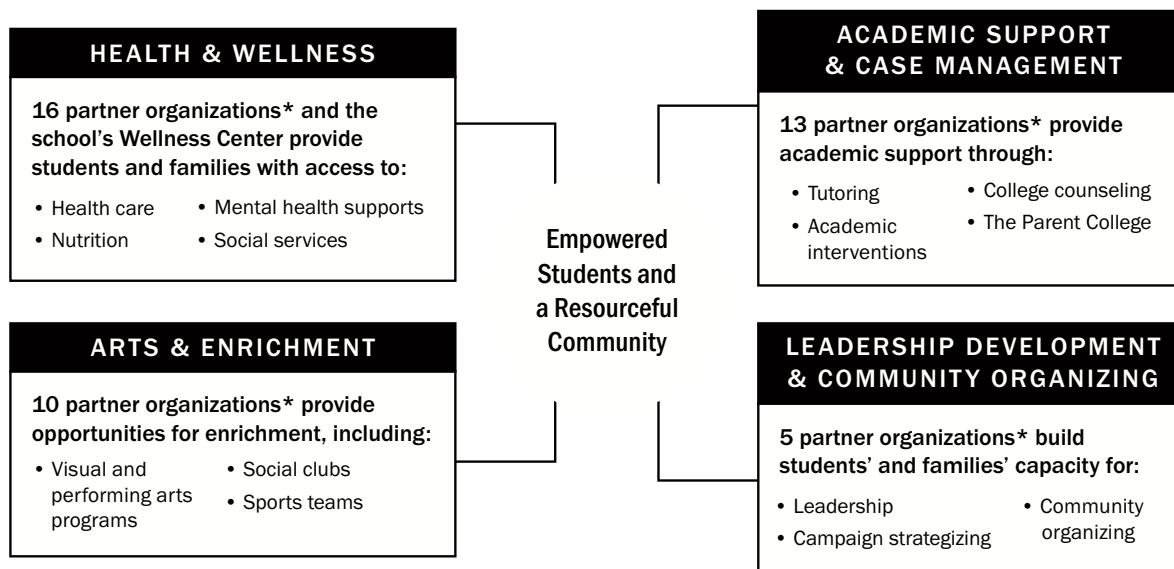 HEALTH & WELLNESS
16 partner organizations* and the
school’s Wellness Center provide
students and families with access to:
• Health care
• Nutrition
• Mental health supports
• Social services
ACADEMIC SUPPORT
& CASE MANAGEMENT
13 partner organizations* provide
academic support through:
• Tutoring
• Academic
interventions
• College counseling
• The Parent College
Empowered
Students and
a Resourceful
Community
ARTS & ENRICHMENT
10 partner organizations* provide
opportunities for enrichment, including:
• Visual and
performing arts
programs
• Social clubs
• Sports teams
LEADERSHIP DEVELOPMENT
& COMMUNITY ORGANIZING
5 partner organizations* build
students’ and families’ capacity for:
• Leadership
• Campaign strategizing
• Community
organizing